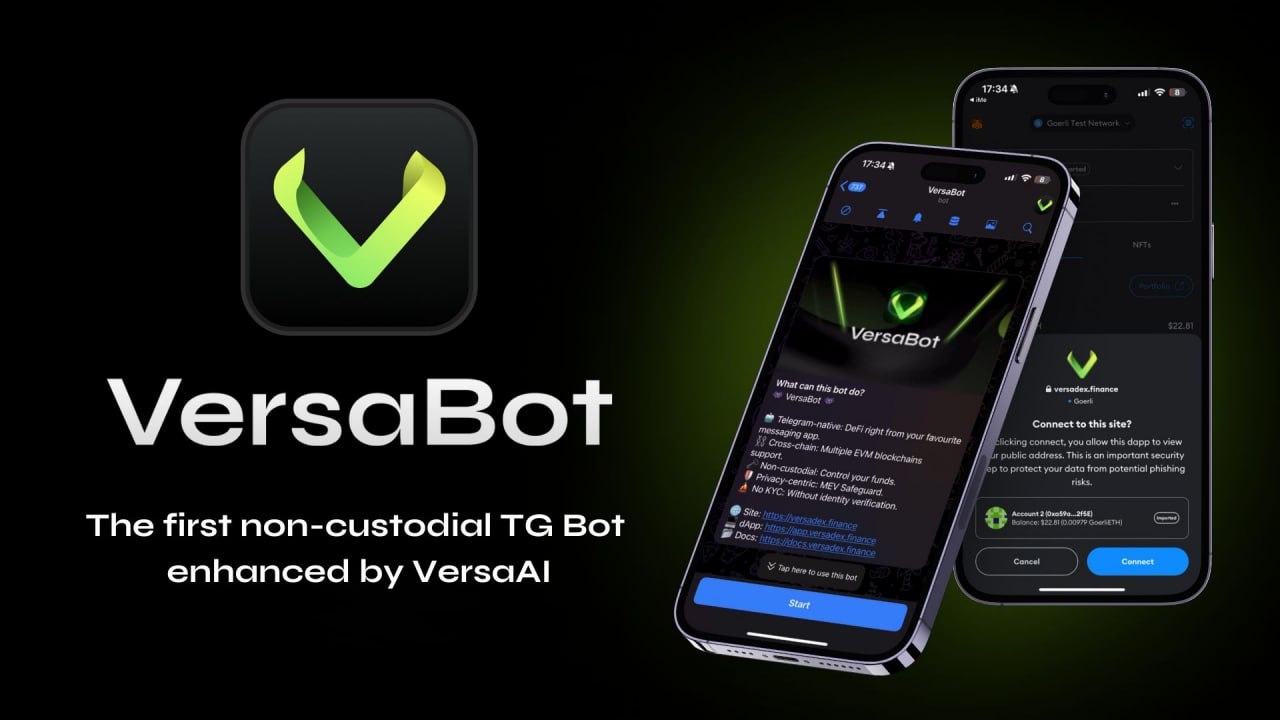 VersaBot
The first non-custodial TG Bot
enhanced by VersaAI
17:34
737
VersaBot
bot
8
VersaBot
What can this bot do?
VersaBot
Telegram-native: DeFi right from your favourite
messaging app.
Cross-chain: Multiple EVM blockchains
support.
Non-custodial: Control your funds.
Privacy-centric: MEV Safeguard.
No KYC: Without identity verification.
Site: https://versadex.finance
dApp: https://app.versadex.finance
Docs: https://docs.versadex.finance
Tap here to use this bot
Start
17:34
8
iMe
Goerli Test Network
NFTs
Portfolio
$22.81
versadex.finance
Goerli
Connect to this site?
clicking connect, you allow this dapp to view
public address. This is an important security
to protect your data from potential phishing
risks.
Account 2 (0xa59a...2f5E)
Balance: $22.81 (0.00979 GoerliETH)
Imported
Cancel
Connect